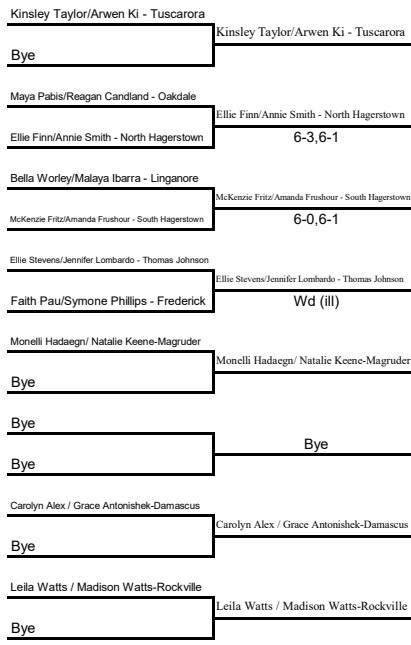 Kinsley Taylor/Arwen Ki - Tuscarora
Kinsley Taylor/Arwen Ki - Tuscarora
Bye
Maya Pabis/Reagan Candland - Oakdale
Ellie Finn/Annie Smith - North Hagerstown
Ellie Finn/Annie Smith - North Hagerstown
6-3,6-1
Bella Worley/Malaya Ibarra - Linganore
McKenzie Fritz/Amanda Frushour - South Hagerstown
McKenzie Fritz/Amanda Frushour - South Hagerstown
6-0,6-1
Ellie Stevens/Jennifer Lombardo - Thomas Johnson
Ellie Stevens/Jennifer Lombardo - Thomas Johnson
Faith Pau/Symone Phillips - Frederick
Wd (ill)
Monelli Hadaegn/ Natalie Keene-Magruder
Monelli Hadaegn/ Natalie Keene-Magruder
Bye
Bye
Bye
Bye
Carolyn Alex / Grace Antonishek-Damascus
Carolyn Alex / Grace Antonishek-Damascus
Bye
Leila Watts / Madison Watts-Rockville
Leila Watts / Madison Watts-Rockville
Bye